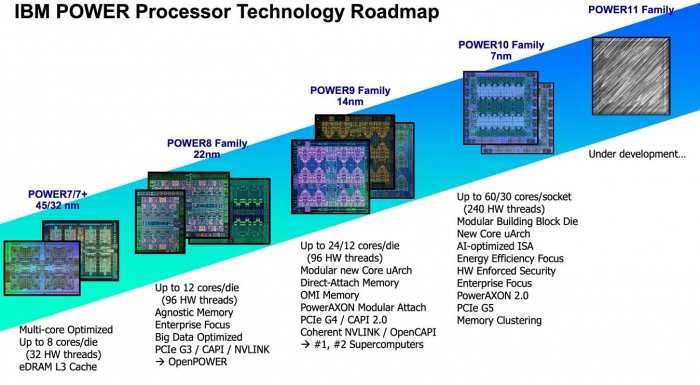 IBM POWER Processor Technology Roadmap
POWER7/7+
45/32 nm
Multi-core Optimized
Up to 8 cores/die
(32 HW threads)
eDRAM L3 Cache
POWER8 Family
22nm
Up to 12 cores/die
(96 HW threads)
Agnostic Memory
Enterprise Focus
Big Data Optimized
PCIe G3 / CAPI / NVLINK
→ OpenPOWER
POWER9 Family
14nm
Up to 24/12 cores/die
(96 HW threads)
Modular new Core uArch
Direct-Attach Memory
OMI Memory
PowerAXON Modular Attach
PCIe G4 / CAPI 2.0
Coherent NVLINK / OpenCAPI
→ #1, #2 Supercomputers
POWER10 Family
7nm
Up to 60/30 cores/socket
(240 HW threads)
Modular Building Block Die
New Core uArch
AI-optimized ISA
Energy Efficiency Focus
HW Enforced Security
Enterprise Focus
PowerAXON 2.0
PCIe G5
Memory Clustering
POWER11 Family
Under development...